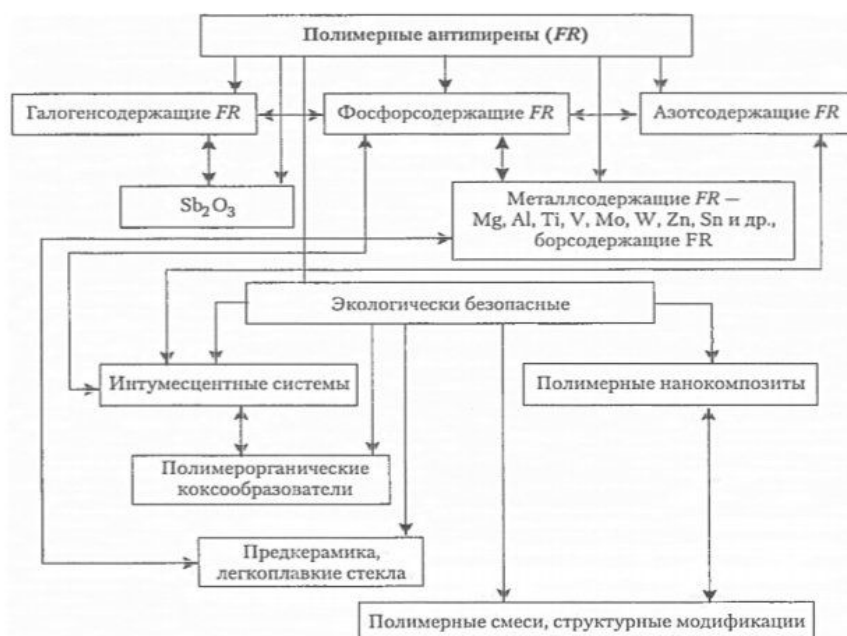 Полимерные антипирены (FR)
Галогенсодержащие FR
Фосфорсодержащие FR
Азотсодержащие FR
Sb₂O₃
Металлсодержащие FR —
Mg, Al, Ti, V, Mo, W, Zn, Sn и др.,
борсодержащие FR
Экологически безопасные
Интумесцентные системы
Полимерные нанокомпозиты
Полимерорганические
коксообразователи
Предкерамика,
легкоплавкие стекла
Полимерные смеси, структурные модификации